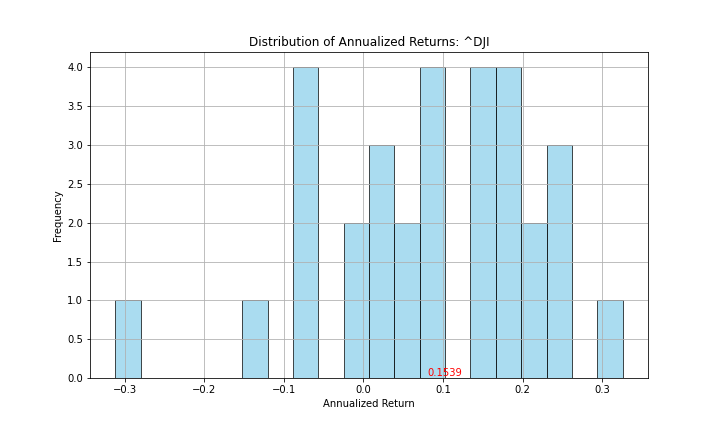 Distribution of Annualized Returns: ^DJI
4.0
3.5
3.0
2.5
2.0
1.5
1.0
0.5
0.0
Frequency
0.1539
−0.3 −0.2 −0.1 0.0 0.1 0.2 0.3
Annualized Return